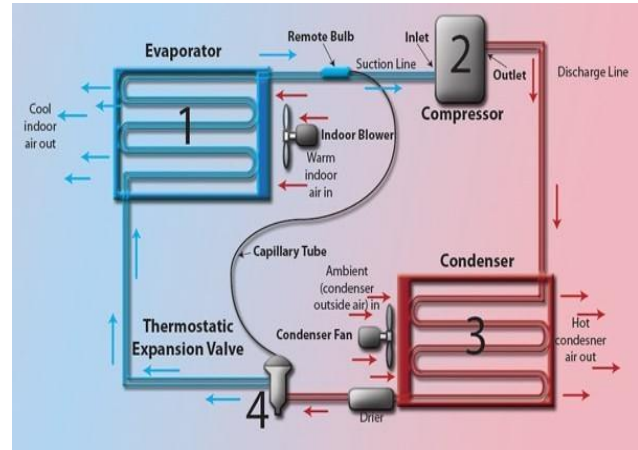 Evaporator
Remote Bulb
Suction Line
Inlet
2
Outlet
Discharge Line
Compressor
Cool
indoor
air out
1
Indoor Blower
Warm
indoor
air in
Capillary Tube
Condenser
Ambient
(condenser
outside air) in
Thermostatic
Expansion Valve
Condenser Fan
3
Hot
condesner
air out
4
Drier